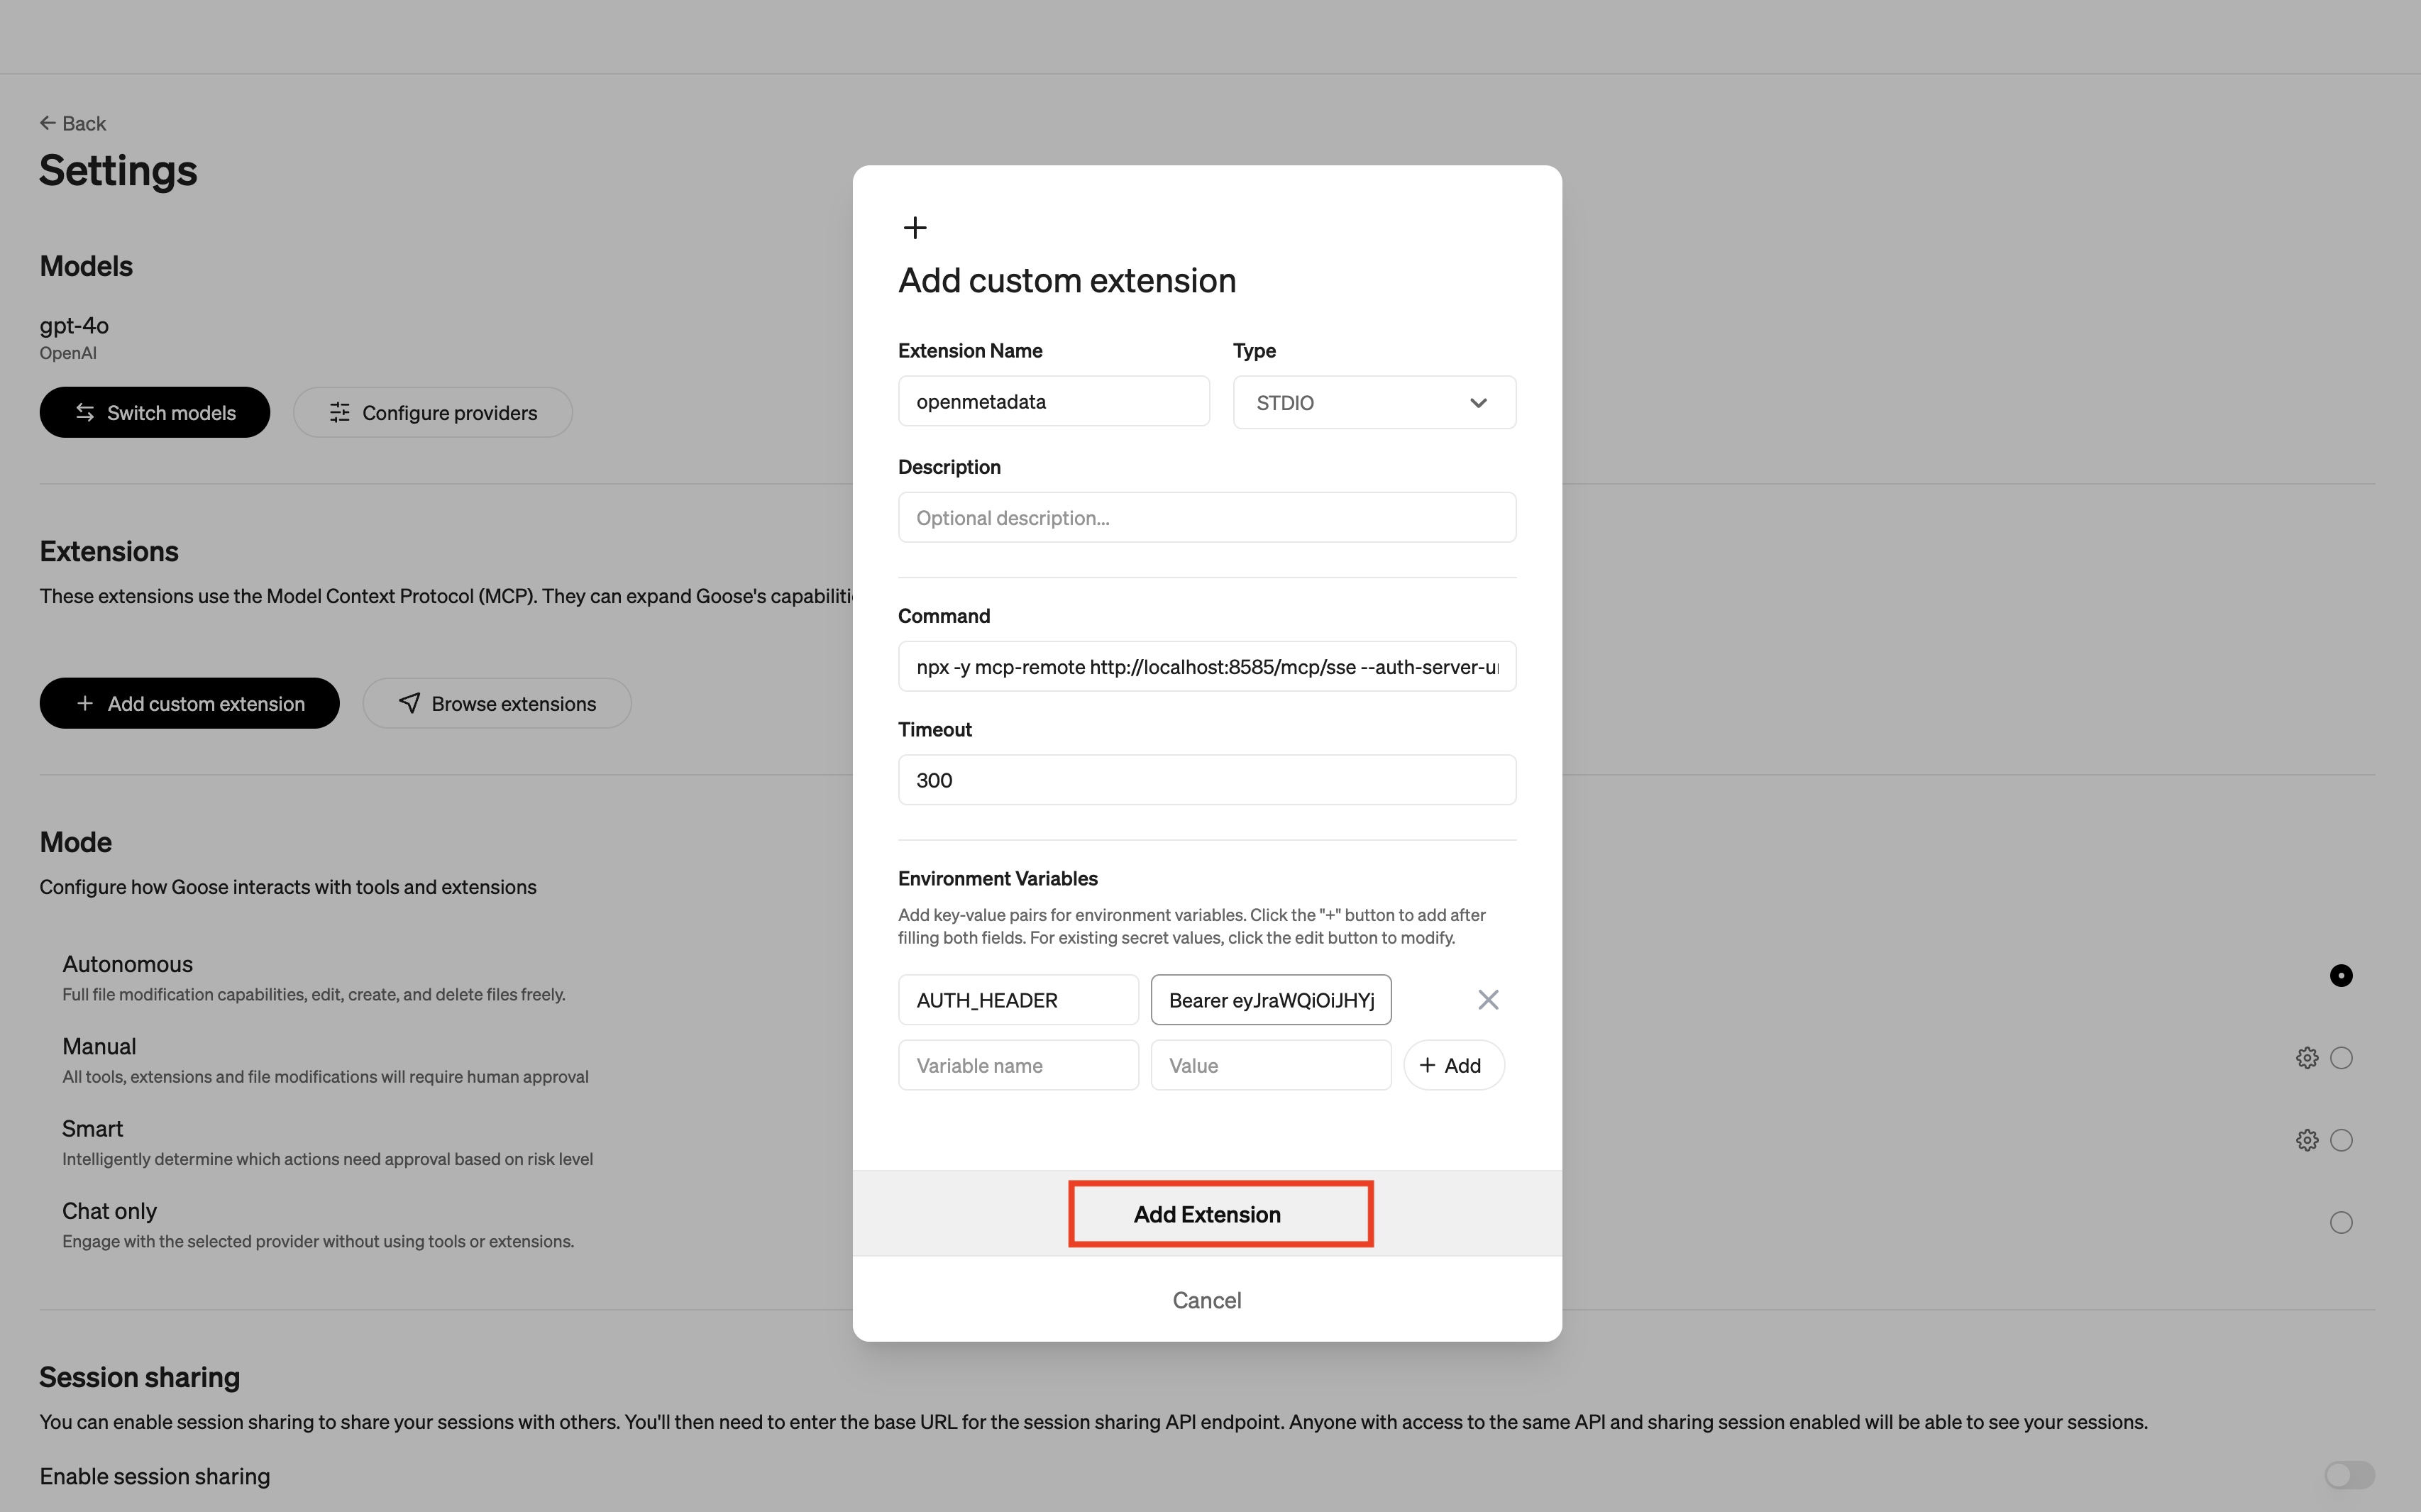 Back
Settings
Models
gpt-4o
OpenAI
Switch models
Configure providers
Extensions
These extensions use the Model Context Protocol (MCP). They can expand Goose's
Add custom extension
Browse extensions
Mode
Configure how Goose interacts with tools and extensions
Autonomous
Full file modification capabilities, edit, create, and delete files freely.
Manual
All tools, extensions and file modifications will require human approval
Smart
Intelligently determine which actions need approval based on risk level
Chat only
Engage with the selected provider without using tools or extensions.
Session sharing
You can enable session sharing to share your sessions with others. You'll then need to enter the base URL for the session sharing API endpoint. Anyone with access to the same API and sharing session enabled will be able to see your sessions.
Enable session sharing
Add custom extension
Extension Name
Type
openmetadata
STDIO
Description
Optional description...
Command
npx -y mcp-remote http://localhost:8585/mcp/sse --auth-server-u
Timeout
300
Environment Variables
Add key-value pairs for environment variables. Click the "+" button to add after
filling both fields. For existing secret values, click the edit button to modify.
AUTH_HEADER
Bearer eyJraWQiOiJHYj
Variable name
Value
+ Add
Add Extension
Cancel